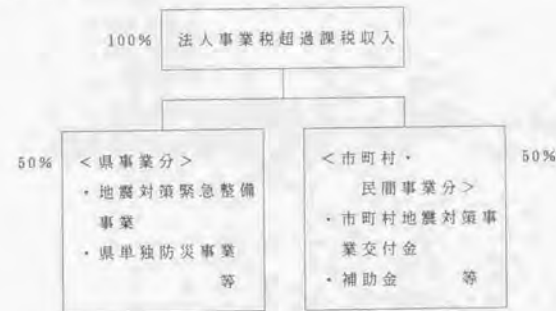 100% 法人事業税超過課税収入
50% <県事業分>
・地震対策緊急整備
事業
・県単独防災事業
等
<市町村・ 50%
民間事業分>
・市町村地震対策事
業交付金
・補助金 等